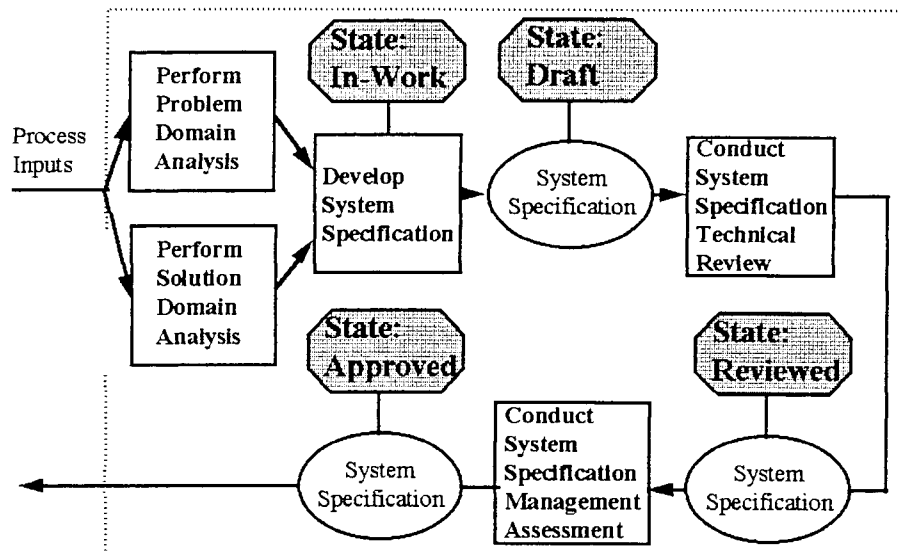 Process
Inputs
Perform
Problem
Domain
Analysis
Perform
Solution
Domain
Analysis
State:
In-Work
Develop
System
Specification
State:
Draft
System
Specification
Conduct
System
Specification
Technical
Review
State:
Reviewed
System
Specification
Conduct
System
Specification
Management
Assessment
State:
Approved
System
Specification